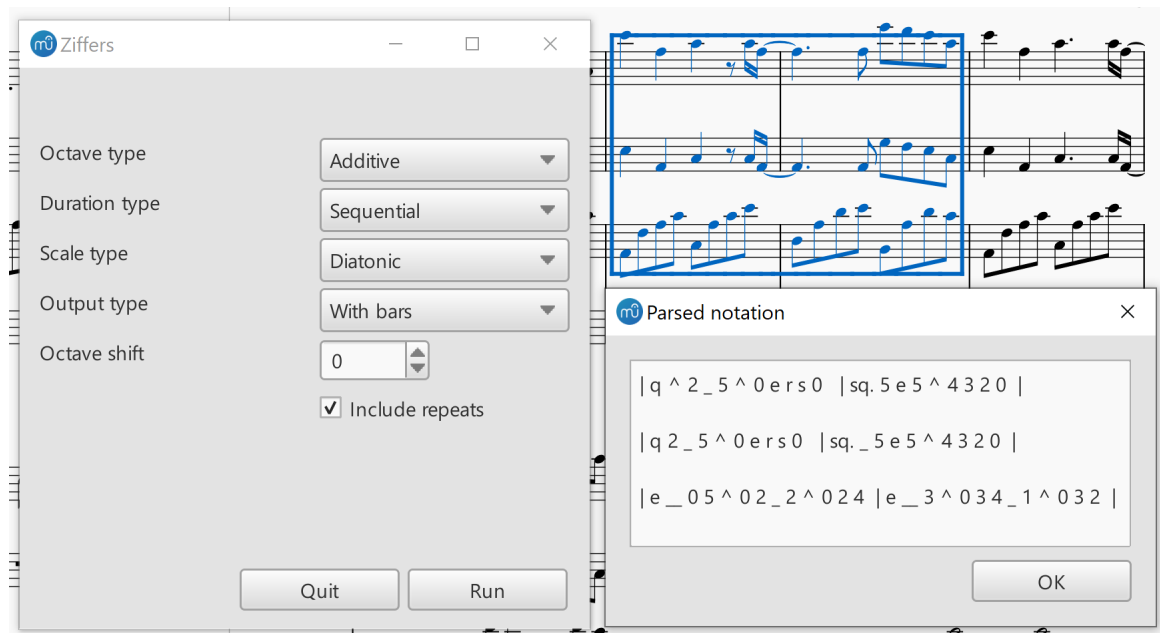 Ziffers
Octave type
Additive
Duration type
Sequential
Scale type
Diatonic
Output type
With bars
Octave shift
0
Include repeats
Quit
Run
Parsed notation
| q ^ 2 _ 5 ^ 0 e r s 0 | sq. 5 e 5 ^ 4 3 2 0 |
| q 2 _ 5 ^ 0 e r s 0 | sq. _ 5 e 5 ^ 4 3 2 0 |
| e __ 0 5 ^ 0 2 _ 2 ^ 0 2 4 | e __ 3 ^ 0 3 4 _ 1 ^ 0 3 2 |
OK